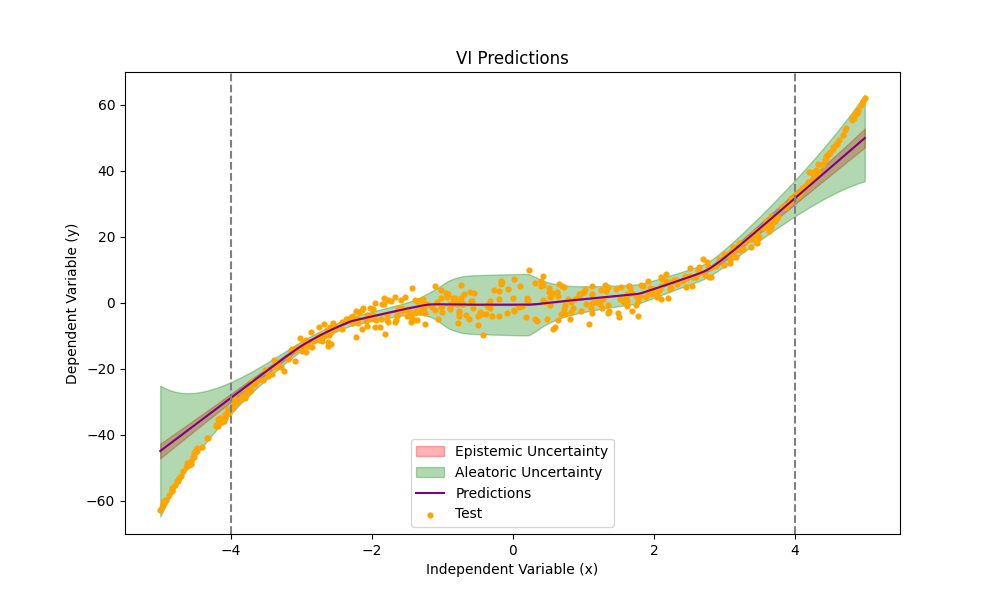 VI Predictions
Dependent Variable (y)
60
40
20
0
−20
−40
−60
Epistemic Uncertainty
Aleatoric Uncertainty
Predictions
Test
−4
−2
0
2
4
Independent Variable (x)